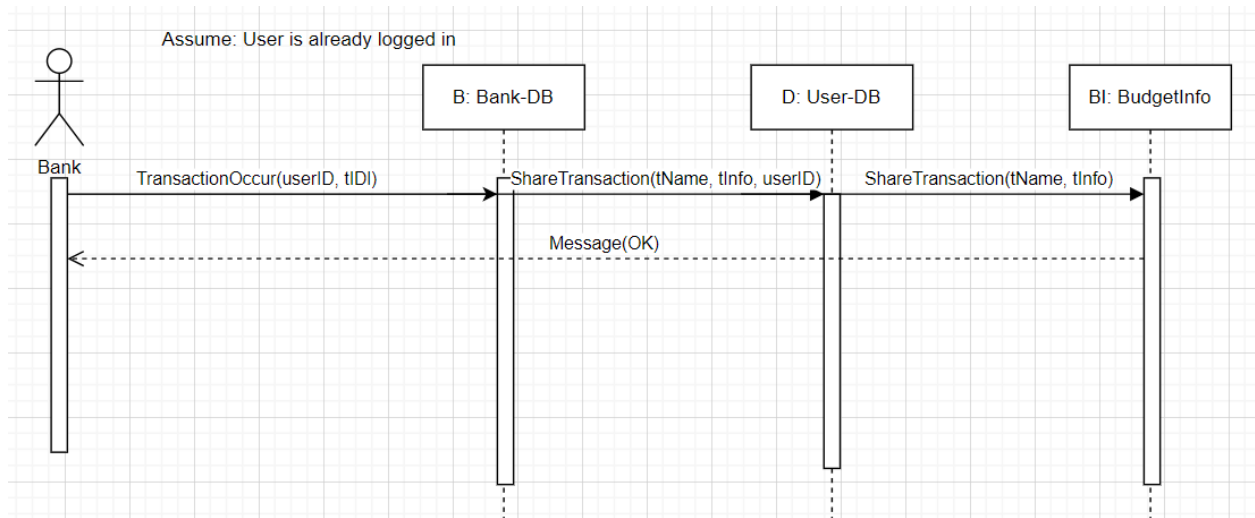 Assume: User is already logged in
B: Bank-DB
D: User-DB
BI: BudgetInfo
Bank
TransactionOccur(userID, tIDI)
ShareTransaction(tName, tInfo, userID)
ShareTransaction(tName, tInfo)
Message(OK)